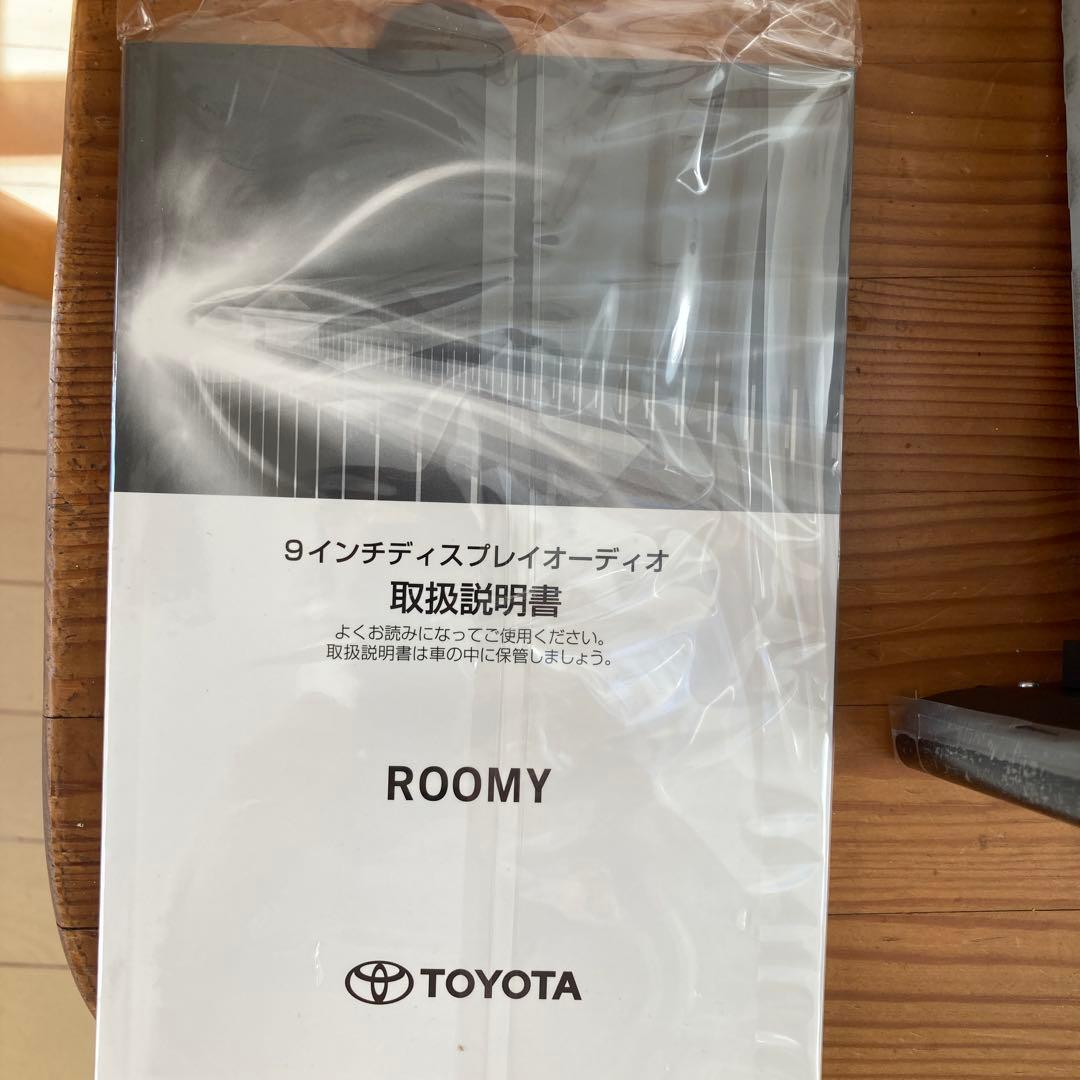 9インチディスプレイオーディオ
取扱説明書
よくお読みになってご使用ください。
取扱説明書は車の中に保管しましょう。
ROOMY
TOYOTA